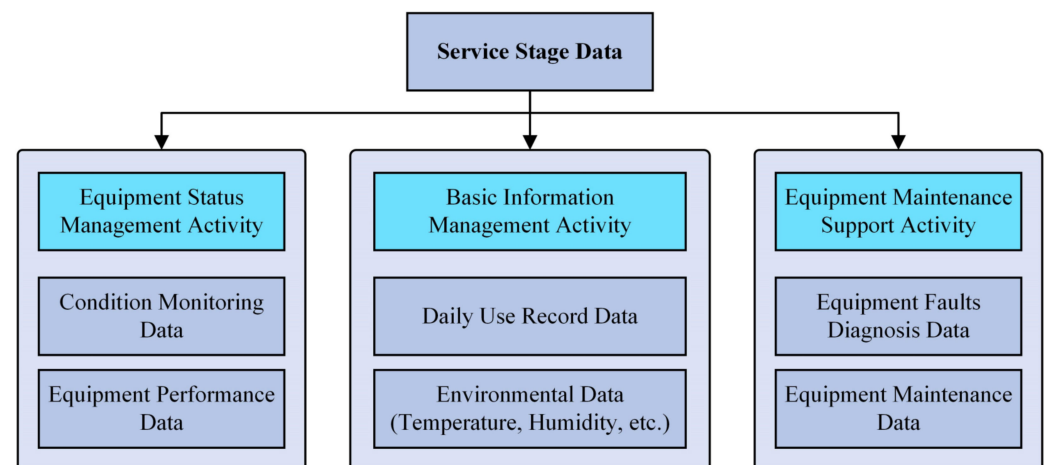 Service Stage Data
Equipment Status
Management Activity
Condition Monitoring
Data
Equipment Performance
Data
Basic Information
Management Activity
Daily Use Record Data
Environmental Data
(Temperature, Humidity, etc.)
Equipment Maintenance
Support Activity
Equipment Faults
Diagnosis Data
Equipment Maintenance
Data